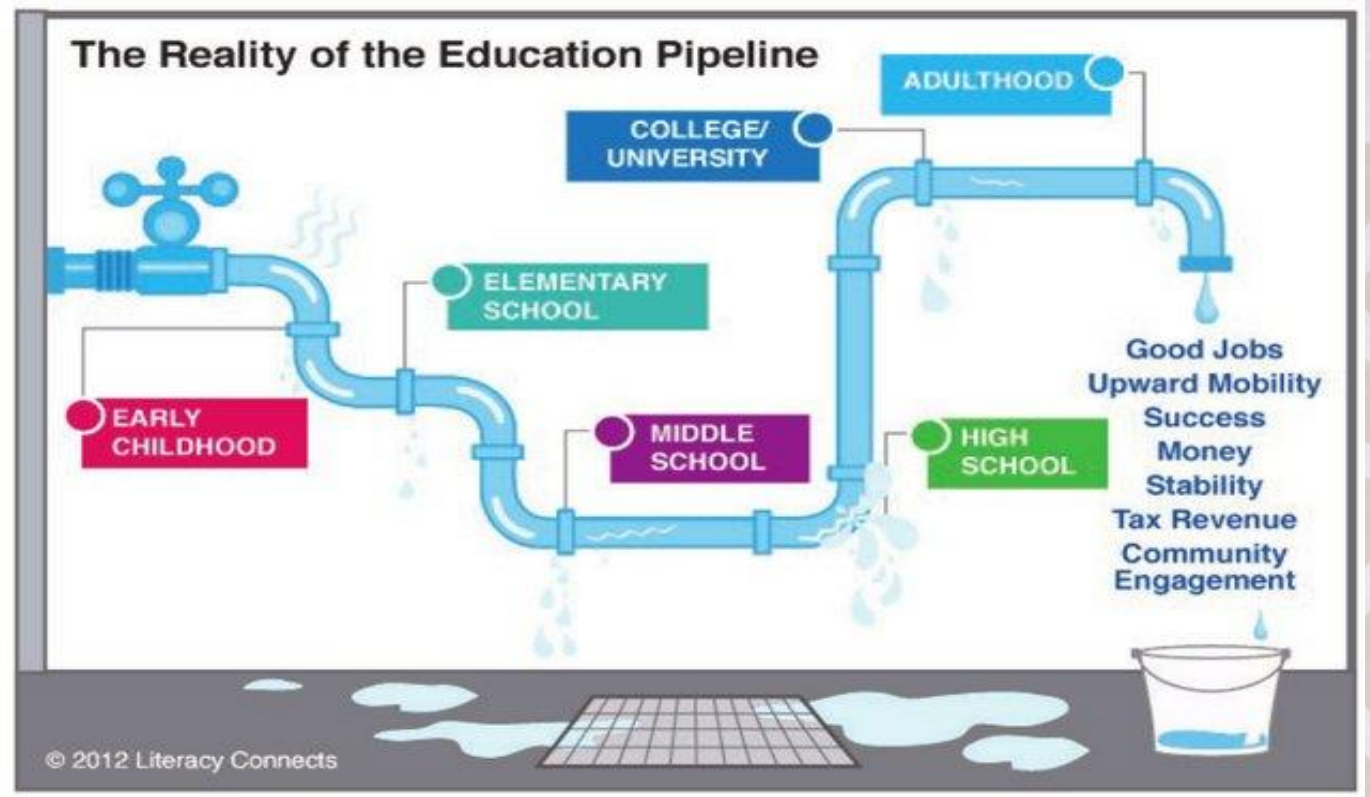 The Reality of the Education Pipeline
ADULTHOOD
COLLEGE/
UNIVERSITY
ELEMENTARY
SCHOOL
EARLY
CHILDHOOD
MIDDLE
SCHOOL
HIGH
SCHOOL
Good Jobs
Upward Mobility
Success
Money
Stability
Tax Revenue
Community
Engagement
© 2012 Literacy Connects